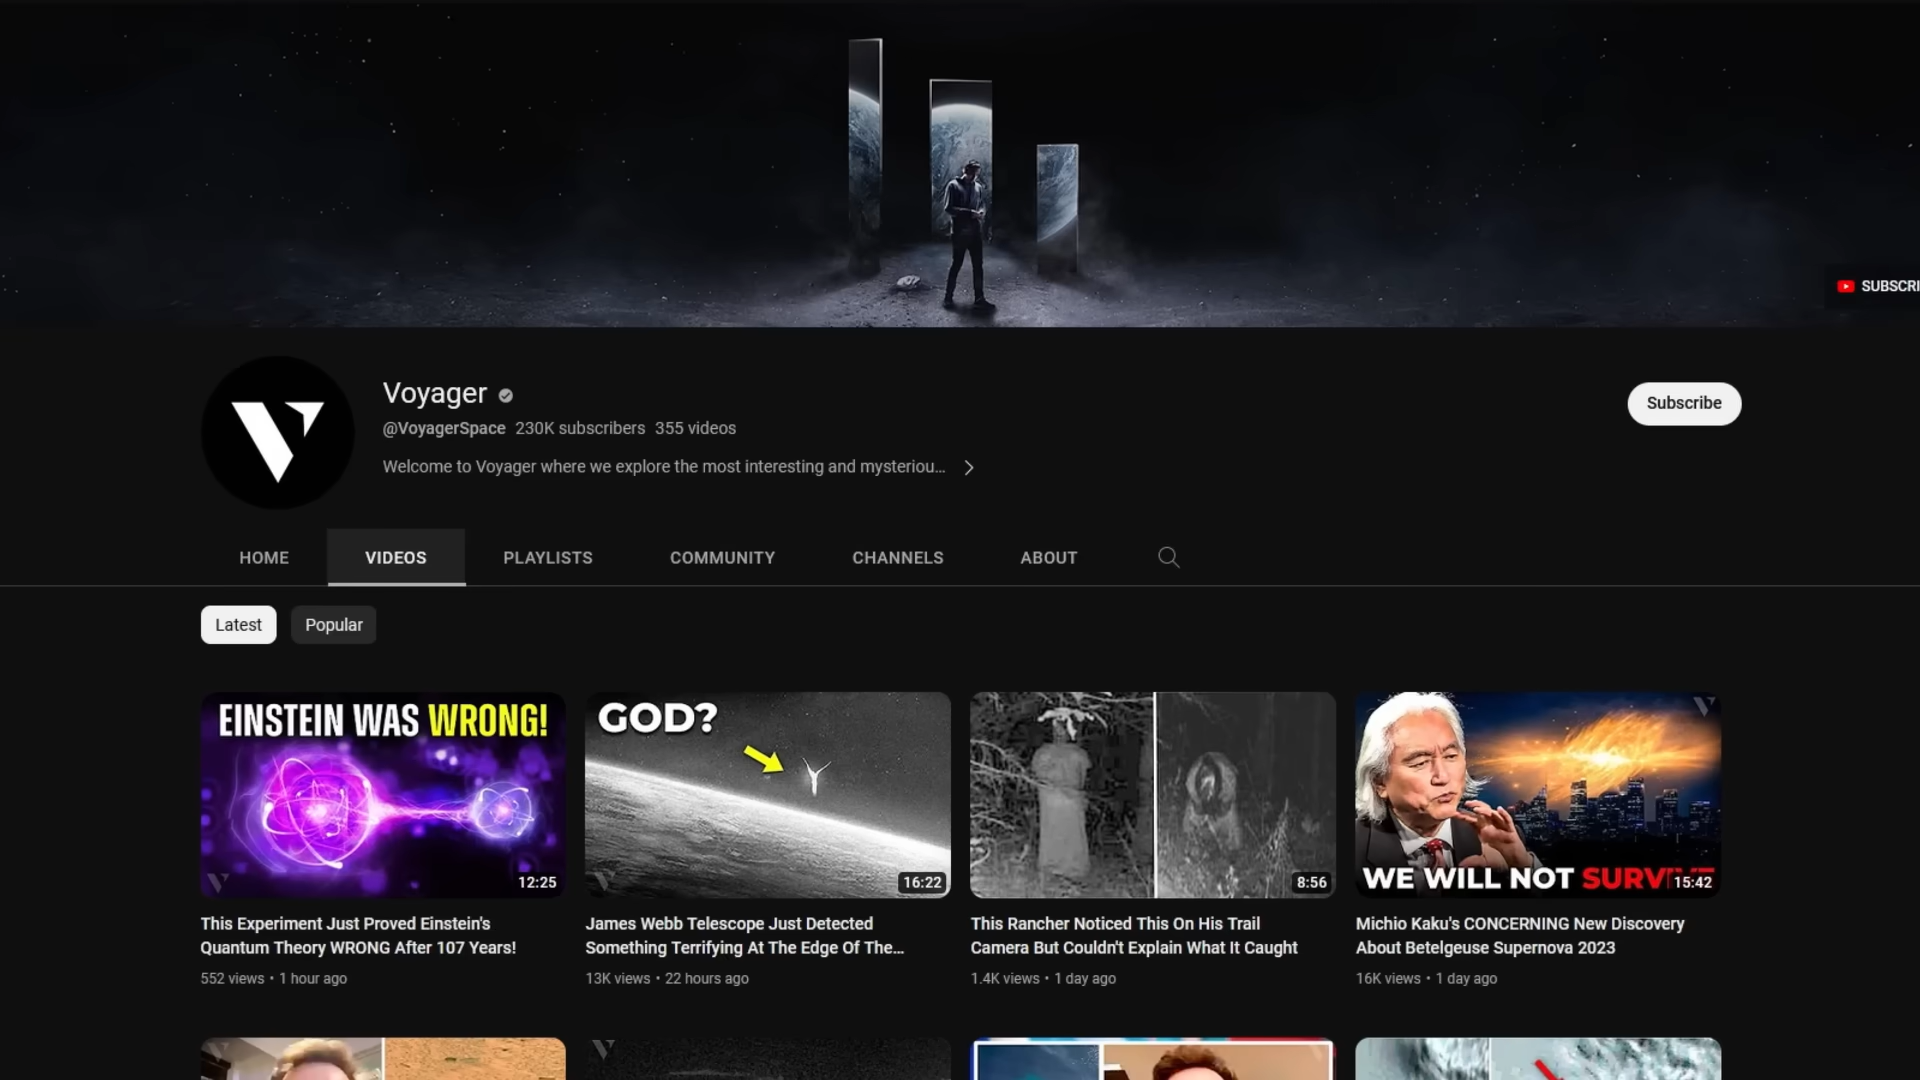 SUBSCRI
Voyager
@VoyagerSpace 230K subscribers 355 videos
Welcome to Voyager where we explore the most interesting and mysteriou...
Subscribe
HOME VIDEOS PLAYLISTS COMMUNITY CHANNELS ABOUT
Latest Popular
EINSTEIN WAS WRONG!
12:25
GOD?
16:22
8:56
WE WILL NOT SURVIVE
15:42
This Experiment Just Proved Einstein's
Quantum Theory WRONG After 107 Years!
552 views • 1 hour ago
James Webb Telescope Just Detected
Something Terrifying At The Edge Of The...
13K views • 22 hours ago
This Rancher Noticed This On His Trail
Camera But Couldn't Explain What It Caught
1.4K views • 1 day ago
Michio Kaku's CONCERNING New Discovery
About Betelgeuse Supernova 2023
16K views • 1 day ago